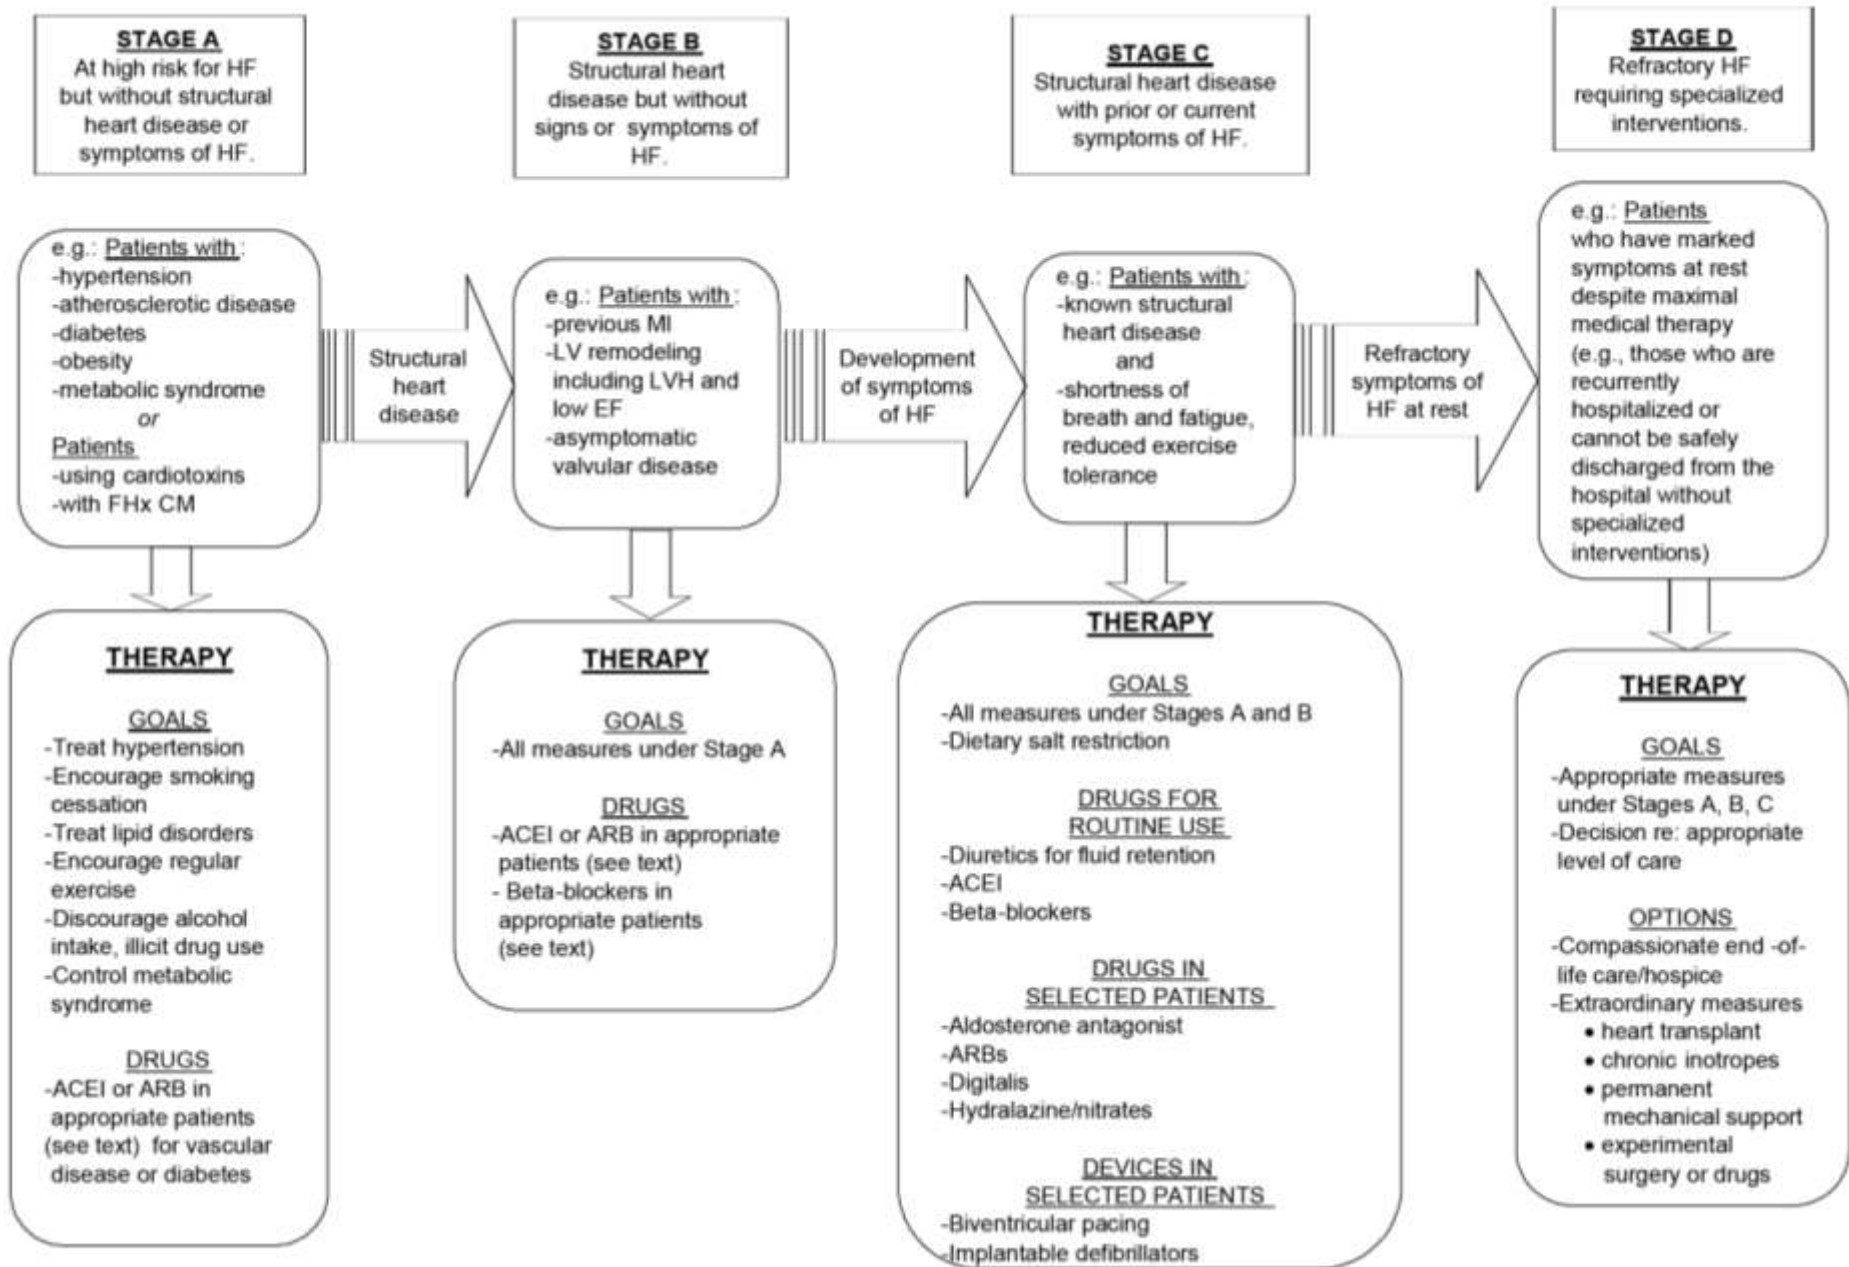 STAGE A
At high risk for HF
but without structural
heart disease or
symptoms of HF.
STAGE B
Structural heart
disease but without
signs or symptoms of
HF.
STAGE C
Structural heart disease
with prior or current
symptoms of HF.
STAGE D
Refractory HF
requiring specialized
interventions.
e.g.: Patients with:
-hypertension
-atherosclerotic disease
-diabetes
-obesity
-metabolic syndrome
or
Patients
-using cardiotoxins
-with FHx CM
Structural
heart
disease
e.g.: Patients with:
-previous MI
-LV remodeling
including LVH and
low EF
-asymptomatic
valvular disease
Development
of symptoms
of HF
e.g.: Patients with:
-known structural
heart disease
and
-shortness of
breath and fatigue,
reduced exercise
tolerance
Refractory
symptoms of
HF at rest
e.g.: Patients
who have marked
symptoms at rest
despite maximal
medical therapy
(e.g., those who are
recurrently
hospitalized or
cannot be safely
discharged from the
hospital without
specialized
interventions)
THERAPY
GOALS
-Treat hypertension
-Encourage smoking
cessation
-Treat lipid disorders
-Encourage regular
exercise
-Discourage alcohol
intake, illicit drug use
-Control metabolic
syndrome
DRUGS
-ACEI or ARB in
appropriate patients
(see text) for vascular
disease or diabetes
THERAPY
GOALS
-All measures under Stage A
DRUGS
-ACEI or ARB in appropriate
patients (see text)
- Beta-blockers in
appropriate patients
(see text)
THERAPY
GOALS
-All measures under Stages A and B
-Dietary salt restriction
DRUGS FOR
ROUTINE USE
-Diuretics for fluid retention
-ACEI
-Beta-blockers
DRUGS IN
SELECTED PATIENTS
-Aldosterone antagonist
-ARBs
-Digitalis
-Hydralazine/nitrates
DEVICES IN
SELECTED PATIENTS
-Biventricular pacing
-Implantable defibrillators
THERAPY
GOALS
-Appropriate measures
under Stages A, B, C
-Decision re: appropriate
level of care
OPTIONS
-Compassionate end -of-
life care/hospice
-Extraordinary measures
• heart transplant
• chronic inotropes
• permanent
mechanical support
• experimental
surgery or drugs